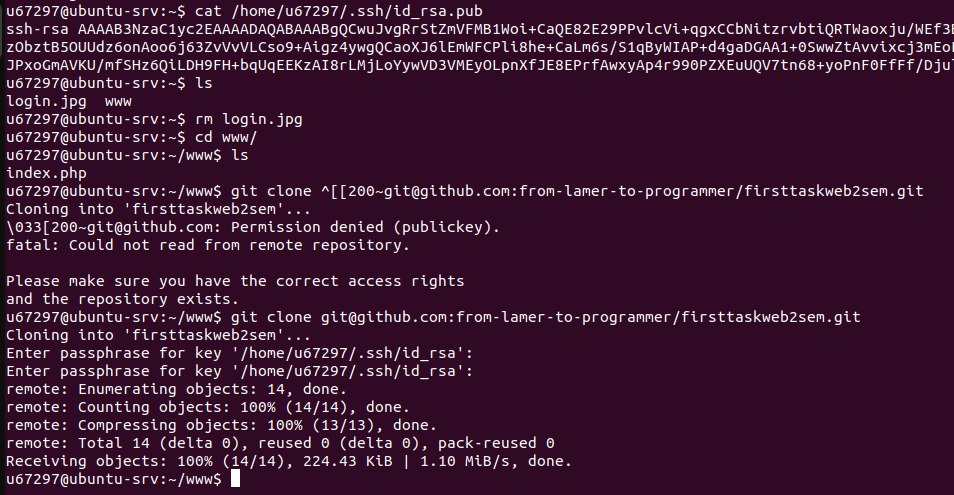 u67297@ubuntu-srv:~$ cat /home/u67297/.ssh/id_rsa.pub
ssh-rsa AAAAB3NzaC1yc2EAAAADAQABAAABgQCwuJvgRrStZmVFMB1Woi+CaQE82E29PPvlcVi+qgxCCbNitzrvbtiQRTWaoxju/WEf3E
zObztB5OUUdz6onAoo6j63ZvVvVLCso9+Aigz4ywgQCaoXJ6lEmWFCPli8he+CaLm6s/S1qByWIAP+d4gaDGAA1+0SwwZtAvvixcj3mEoL
JPxoGmAVKU/mfSHz6QiLDH9FH+bqUqEEKzAI8rLMjLoYywVD3VMEyOLpnXfJE8EPrfAwxyAp4r990PZXEuUQV7tn68+yoPnF0FfFf/Djul
u67297@ubuntu-srv:~$ ls
login.jpg  www
u67297@ubuntu-srv:~$ rm login.jpg
u67297@ubuntu-srv:~$ cd www/
u67297@ubuntu-srv:~/www$ ls
index.php
u67297@ubuntu-srv:~/www$ git clone ^[[200~git@github.com:from-lamer-to-programmer/firsttaskweb2sem.git
Cloning into 'firsttaskweb2sem'...
\033[200~git@github.com: Permission denied (publickey).
fatal: Could not read from remote repository.

Please make sure you have the correct access rights
and the repository exists.
u67297@ubuntu-srv:~/www$ git clone git@github.com:from-lamer-to-programmer/firsttaskweb2sem.git
Cloning into 'firsttaskweb2sem'...
Enter passphrase for key '/home/u67297/.ssh/id_rsa':
Enter passphrase for key '/home/u67297/.ssh/id_rsa':
remote: Enumerating objects: 14, done.
remote: Counting objects: 100% (14/14), done.
remote: Compressing objects: 100% (13/13), done.
remote: Total 14 (delta 0), reused 0 (delta 0), pack-reused 0
Receiving objects: 100% (14/14), 224.43 KiB | 1.10 MiB/s, done.
u67297@ubuntu-srv:~/www$